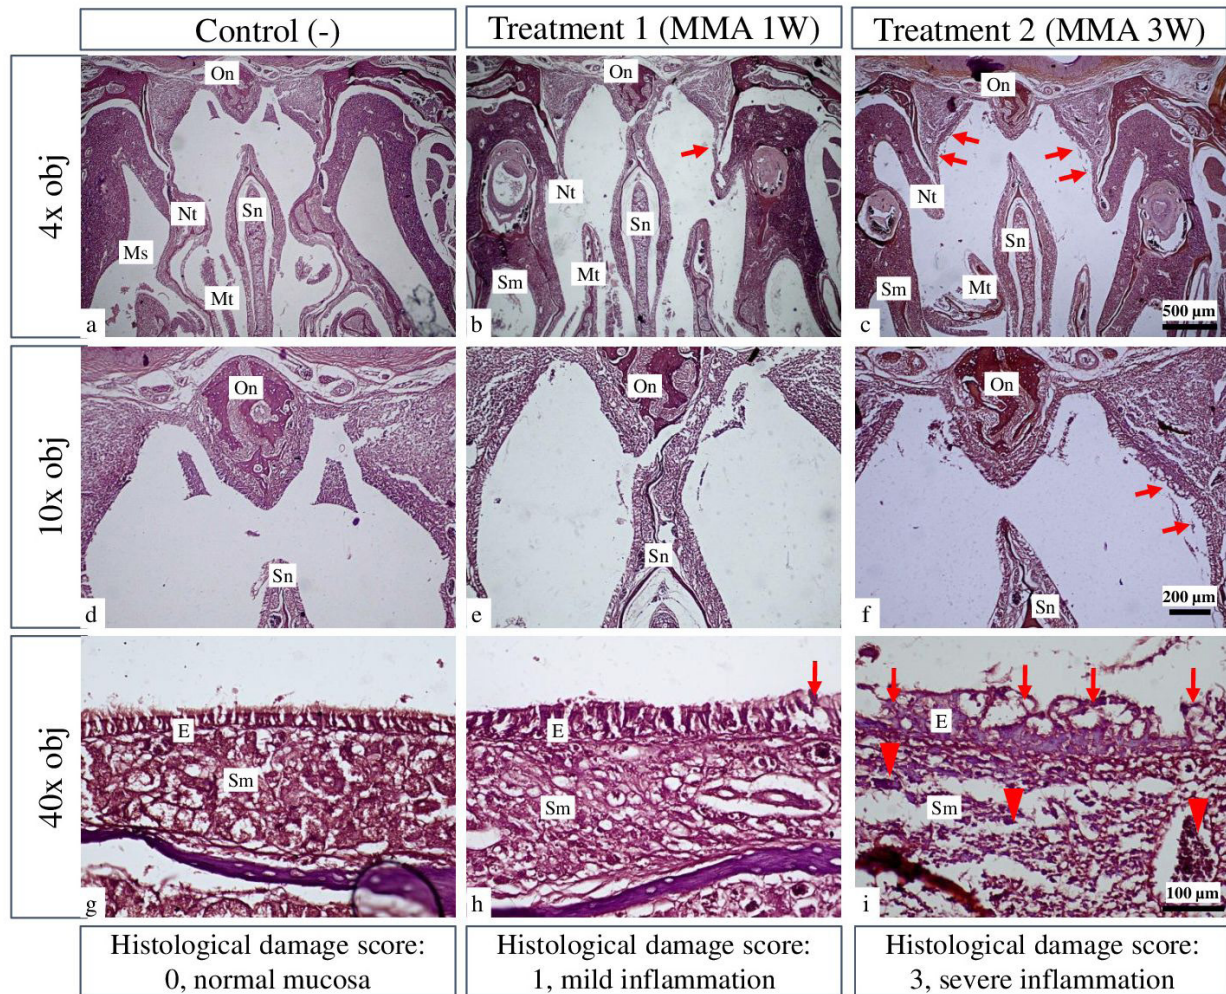 Control (-)
Treatment 1 (MMA 1W)
Treatment 2 (MMA 3W)
4x obj
On
Nt
Sn
Ms
Mt
a
On
Nt
Sn
Sm
Mt
b
On
Nt
Sn
Sm
Mt
c
500 µm
10x obj
On
Sn
d
On
Sn
e
On
Sn
f
200 µm
40x obj
E
Sm
g
E
Sm
h
E
Sm
i
100 µm
Histological damage score:
0, normal mucosa
Histological damage score:
1, mild inflammation
Histological damage score:
3, severe inflammation